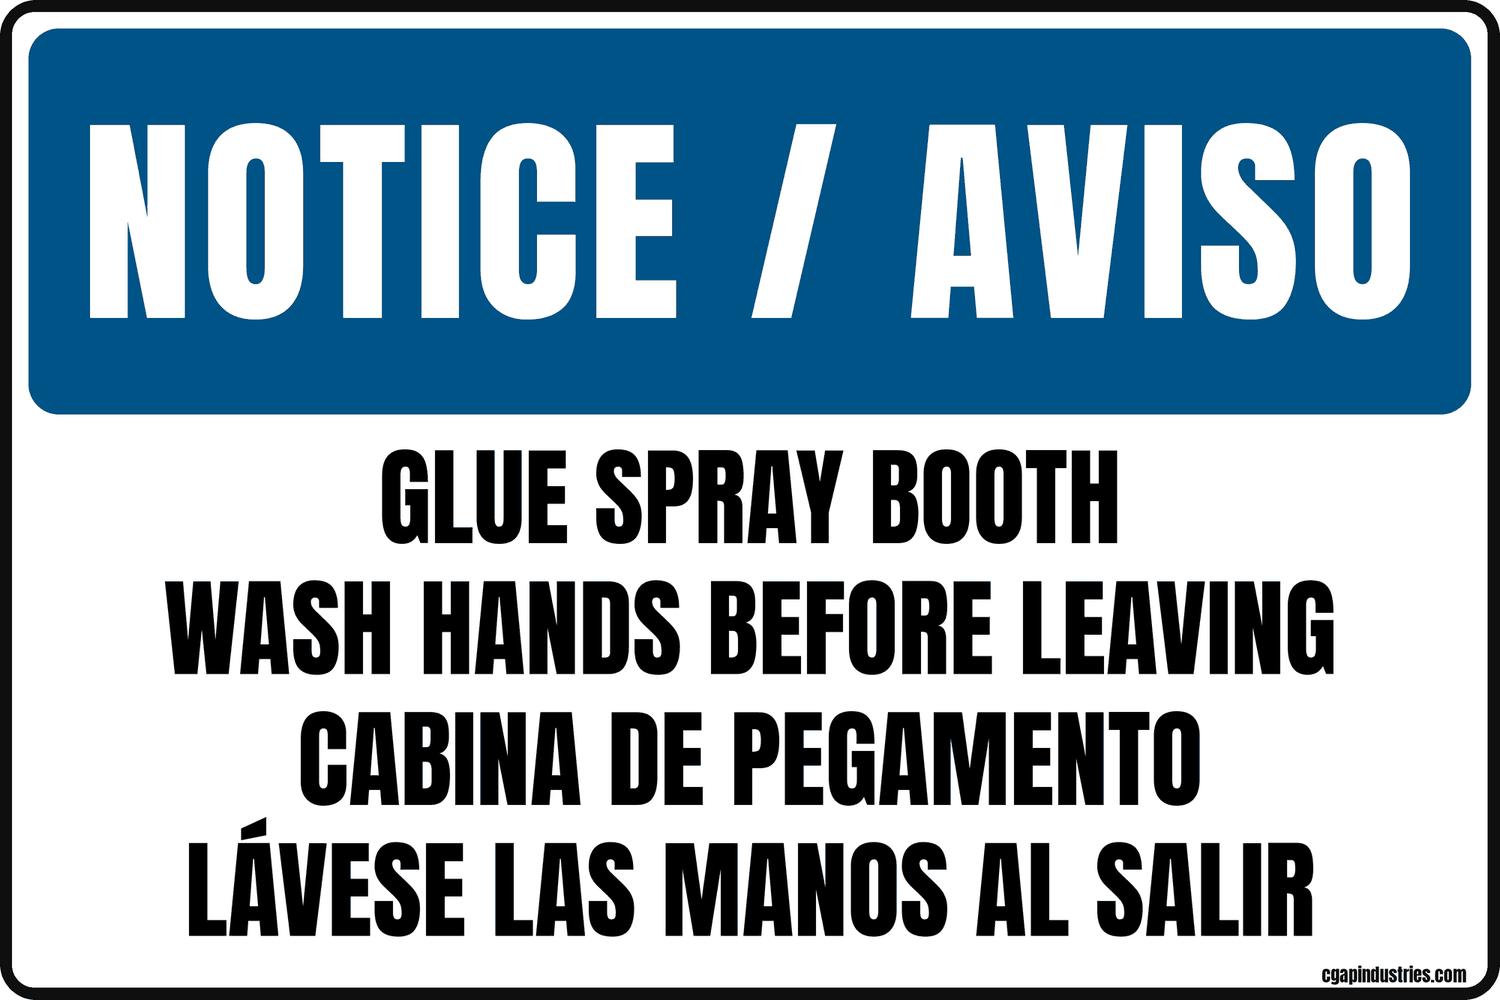 NOTICE / AVISO
GLUE SPRAY BOOTH
WASH HANDS BEFORE LEAVING
CABINA DE PEGAMENTO
LÁVESE LAS MANOS AL SALIR
cgapindustries.com